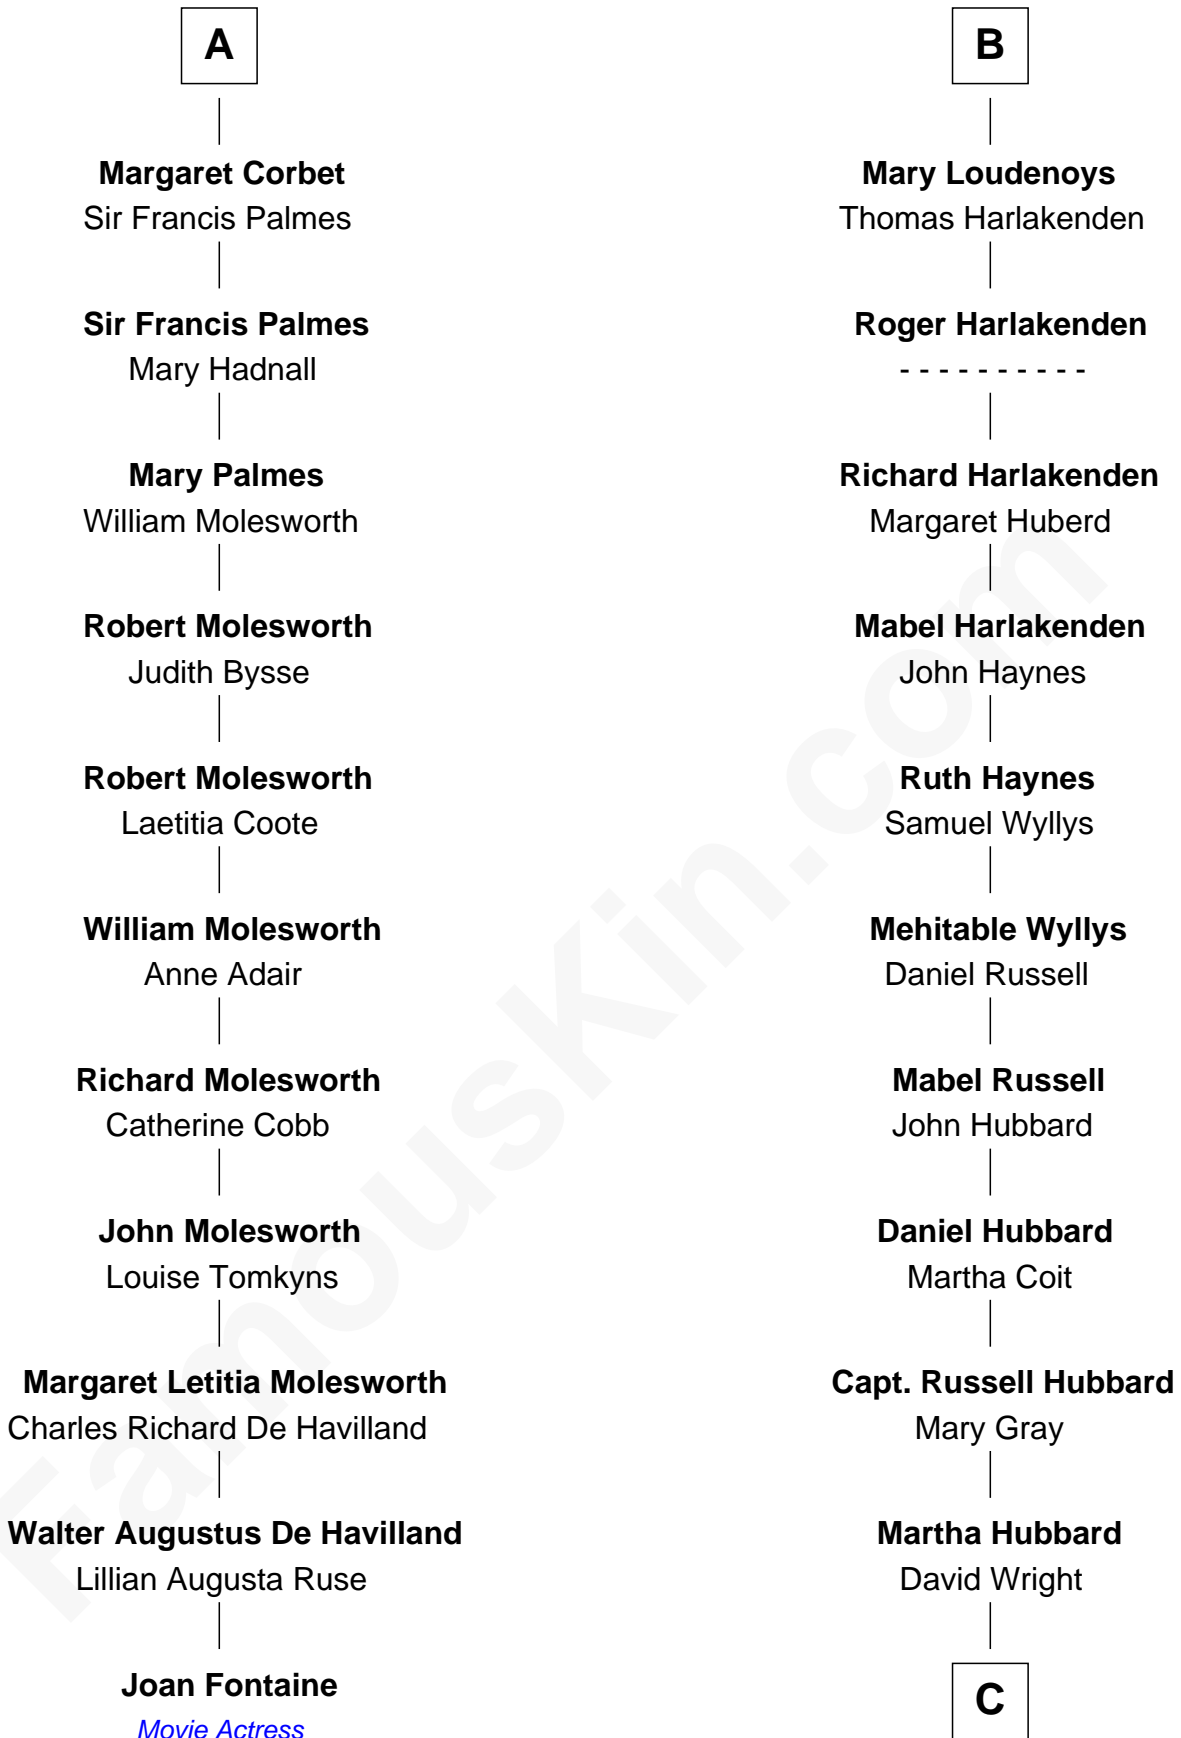 A
Margaret Corbet
Sir Francis Palmes
Sir Francis Palmes
Mary Hadnall
Mary Palmes
William Molesworth
Robert Molesworth
Judith Bysse
Robert Molesworth
Laetitia Coote
William Molesworth
Anne Adair
Richard Molesworth
Catherine Cobb
John Molesworth
Louise Tomkyns
Margaret Letitia Molesworth
Charles Richard De Havilland
Walter Augustus De Havilland
Lillian Augusta Ruse
Joan Fontaine
Movie Actress
B
Mary Loudenoys
Thomas Harlakenden
Roger Harlakenden
- - - - - - - - - -
Richard Harlakenden
Margaret Huberd
Mabel Harlakenden
John Haynes
Ruth Haynes
Samuel Wyllys
Mehitable Wyllys
Daniel Russell
Mabel Russell
John Hubbard
Daniel Hubbard
Martha Coit
Capt. Russell Hubbard
Mary Gray
Martha Hubbard
David Wright
C
FamousKin.com